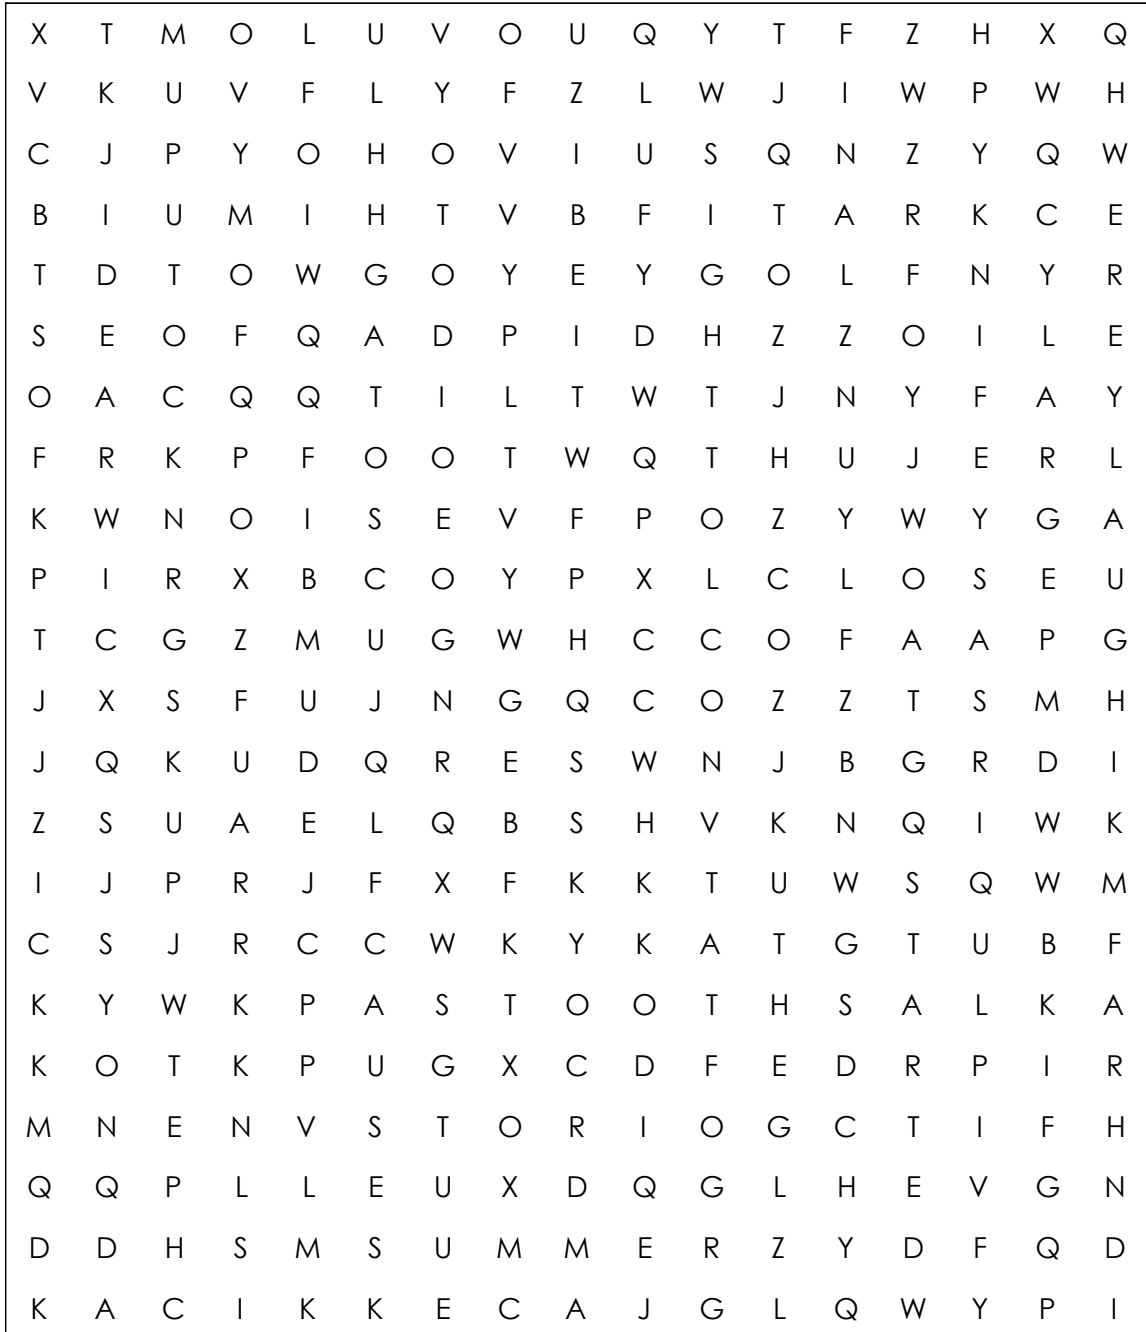 X T M O L U V O U Q Y T F Z H X Q
V K U V F L Y F Z L W J I W P W H
C J P Y O H O V I U S Q N Z Y Q W
B I U M I H T V B F I T A R K C E
T D T O W G O Y E Y G O L F N Y R
S E O F Q A D P I D H Z Z O I L E
O A C Q Q T I L T W T J N Y F A Y
F R K P F O O T W Q T H U J E R L
K W N O I S E V F P O Z Y W Y G A
P I R X B C O Y P X L C L O S E U
T C G Z M U G W H C C O F A A P G
J X S F U J N G Q C O Z Z T S M H
J Q K U D Q R E S W N J B G R D I
Z S U A E L Q B S H V K N Q I W K
I J P R J F X F K K T U W S Q W M
C S J R C C W K Y K A T G T U B F
K Y W K P A S T O O T H S A L K A
K O T K P U G X C D F E D R P I R
M N E N V S T O R I O G C T I F H
Q Q P L L E U X D Q G L H E V G N
D D H S M S U M M E R Z Y D F Q D
K A C I K K E C A J G L Q W Y P I